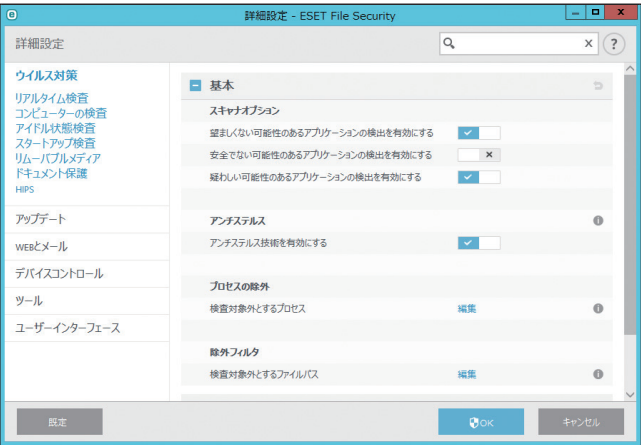 e
詳細設定 - ESET File Security
詳細設定
?
ウイルス対策
リアルタイム検査
コンピューターの検査
アイドル状態検査
スタートアップ検査
リムーバブルメディア
ドキュメント保護
HIPS
アップデート
WEBとメール
デバイスコントロール
ツール
ユーザーインターフェース
基本
スキャナオプション
望ましくない可能性のあるアプリケーションの検出を有効にする
安全でない可能性のあるアプリケーションの検出を有効にする
疑わしい可能性のあるアプリケーションの検出を有効にする
アンチステルス
アンチステルス技術を有効にする
プロセスの除外
検査対象外とするプロセス 編集
除外フィルタ
検査対象外とするファイルパス 編集
既定
OK
キャンセル